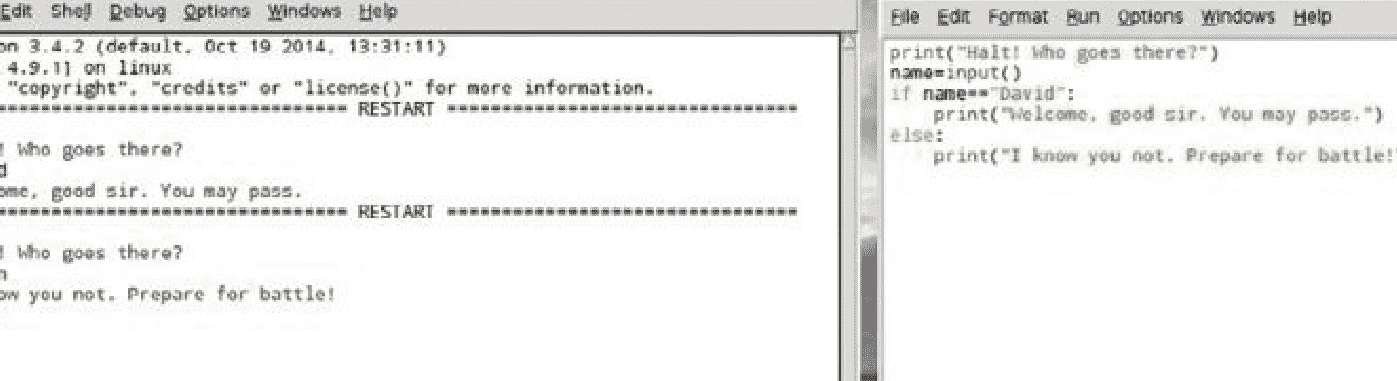 Edit Shell Debug Options Windows Help
on 3.4.2 (default, Oct 19 2014, 13:31:11)
4.9.1] on linux
"copyright", "credits" or "license()" for more information.
================================ RESTART ================================
! Who goes there?
d
ome, good sir. You may pass.
================================ RESTART ================================
! Who goes there?
n
ow you not. Prepare for battle!
File Edit Format Run Options Windows Help
print("Halt! Who goes there?")
name=input()
if name=="David":
    print("Welcome, good sir. You may pass.")
else:
    print("I know you not. Prepare for battle!"